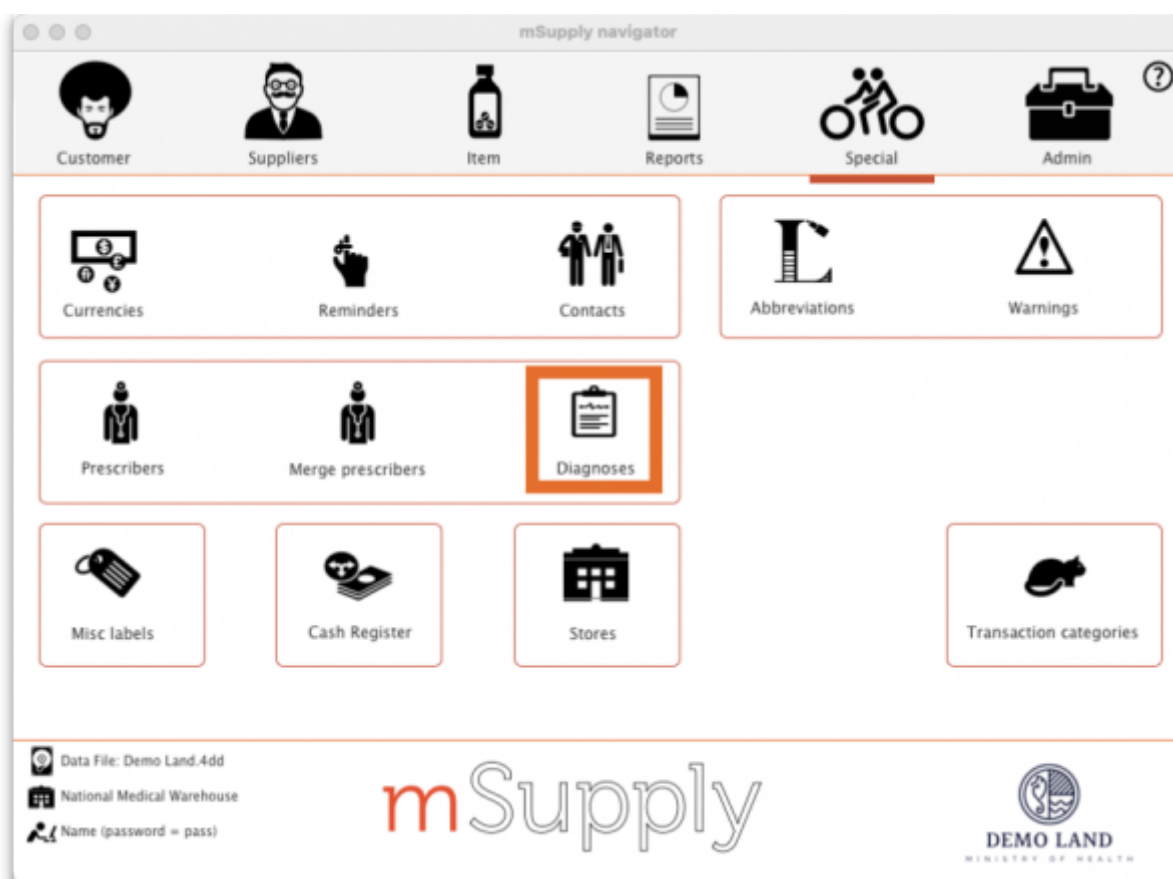 mSupply navigator
Customer
Suppliers
Item
Reports
Special
Admin
?
Currencies
Reminders
Contacts
Abbreviations
Warnings
Prescribers
Merge prescribers
Diagnoses
Misc labels
Cash Register
Stores
Transaction categories
Data File: Demo Land.4dd
National Medical Warehouse
Name (password = pass)
mSupply
DEMO LAND
MINISTRY OF HEALTH